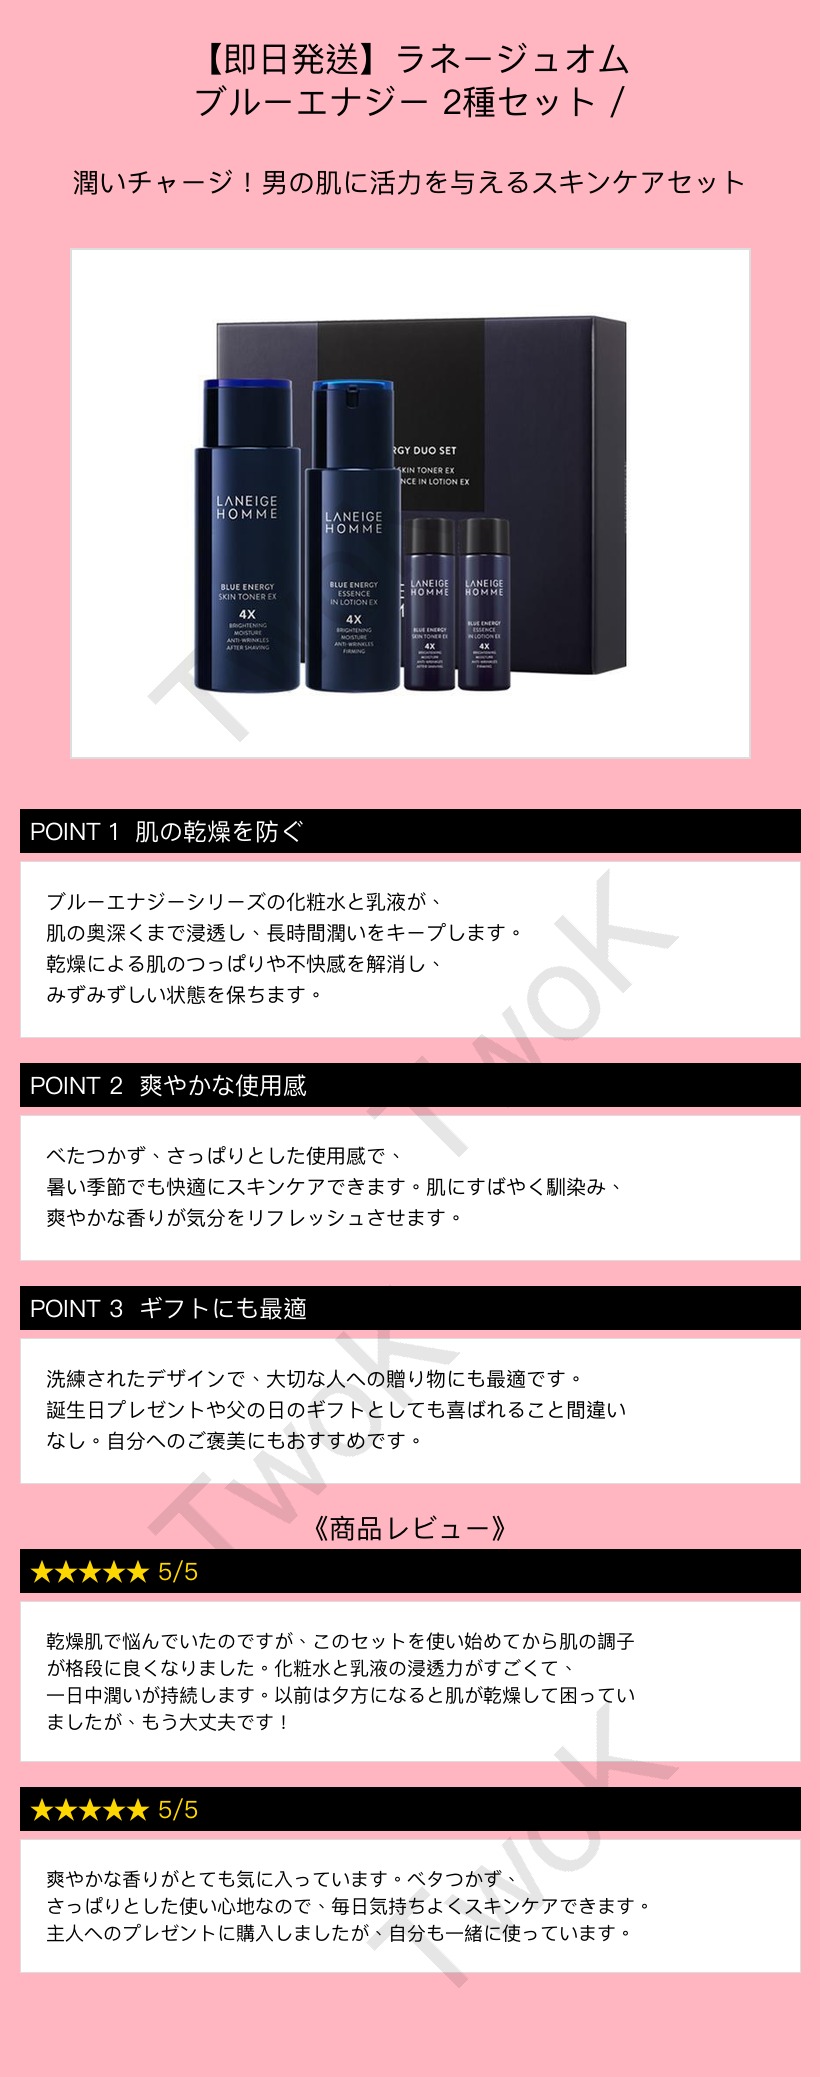 【即日発送】ラネージュオム
ブルーエナジー 2種セット /
潤いチャージ！男の肌に活力を与えるスキンケアセット
RGY DUO SET
SKIN TONER EX
NCE IN LOTION EX
LANEIGE
HOMME
BLUE ENERGY
SKIN TONER EX
4X
BRIGHTENING
MOISTURE
ANTI-WRINKLES
AFTER SHAVING
LANEIGE
HOMME
BLUE ENERGY
ESSENCE
IN LOTION EX
4X
BRIGHTENING
MOISTURE
ANTI-WRINKLES
FIRMING
LANEIGE
HOMME
BLUE ENERGY
SKIN TONER EX
4X
BRIGHTENING
MOISTURE
ANTI-WRINKLES
AFTER SHAVING
LANEIGE
HOMME
BLUE ENERGY
ESSENCE
IN LOTION EX
4X
BRIGHTENING
MOISTURE
ANTI-WRINKLES
FIRMING
POINT 1 肌の乾燥を防ぐ
ブルーエナジーシリーズの化粧水と乳液が、
肌の奥深くまで浸透し、長時間潤いをキープします。
乾燥による肌のつっぱりや不快感を解消し、
みずみずしい状態を保ちます。
TwoK
POINT 2 爽やかな使用感
べたつかず、さっぱりとした使用感で、
暑い季節でも快適にスキンケアできます。肌にすばやく馴染み、
爽やかな香りが気分をリフレッシュさせます。
POINT 3 ギフトにも最適
洗練されたデザインで、大切な人への贈り物にも最適です。
誕生日プレゼントや父の日のギフトとしても喜ばれること間違い
なし。自分へのご褒美にもおすすめです。
TwoK
《商品レビュー》
★★★★★ 5/5
乾燥肌で悩んでいたのですが、このセットを使い始めてから肌の調子
が格段に良くなりました。化粧水と乳液の浸透力がすごくて、
一日中潤いが持続します。以前は夕方になると肌が乾燥して困ってい
ましたが、もう大丈夫です！
★★★★★ 5/5
爽やかな香りがとても気に入っています。ベタつかず、
さっぱりとした使い心地なので、毎日気持ちよくスキンケアできます。
主人へのプレゼントに購入しましたが、自分も一緒に使っています。
TwoK